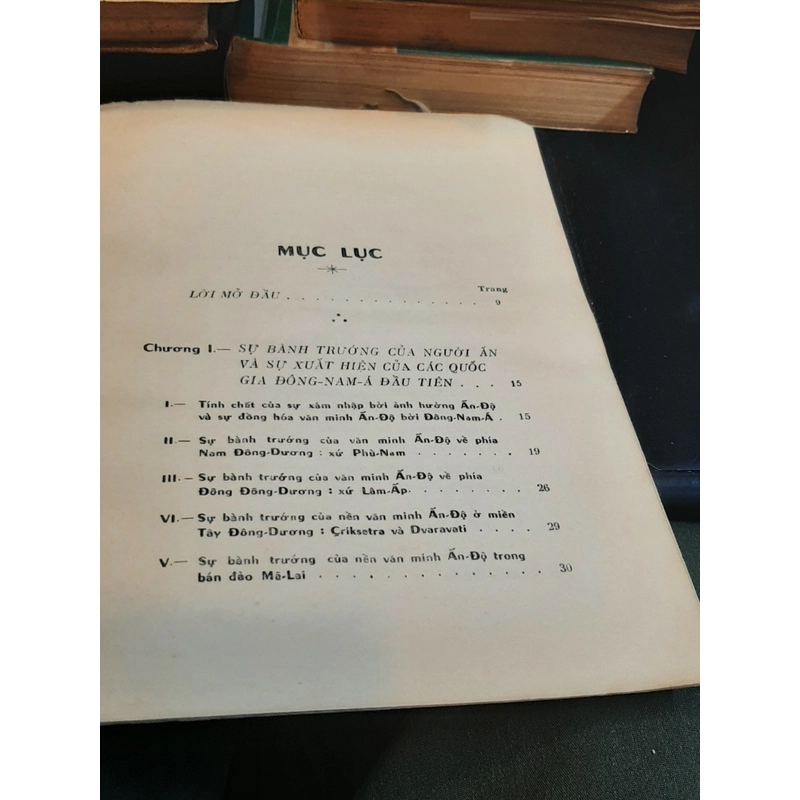 MỤC LỤC
Trang
LỜI MỞ ĐẦU . . . . . . . . . . . . . . 9
Chương I.— SỰ BÀNH TRƯỚNG CỦA NGƯỜI ẤN
VÀ SỰ XUẤT HIỆN CỦA CÁC QUỐC
GIA ĐÔNG-NAM-Á ĐẦU TIÊN . . . 15
I.— Tính chất của sự xâm nhập bởi ảnh hưởng Ấn-Độ
và sự đồng hóa văn minh Ấn-Độ bởi Đông-Nam-Á . 15
II.— Sự bành trướng của văn minh Ấn-Độ về phía
Nam Đông-Dương : xứ Phù-Nam . . . . . . 19
III.— Sự bành trướng của văn minh Ấn-Độ về phía
Đông Đông-Dương : xứ Lâm-Ấp. . . . . . . 26
VI.— Sự bành trướng của nền văn minh Ấn-Độ ở miền
Tây Đông-Dương : Çriksetra và Dvaravati . . . . 29
V.— Sự bành trướng của nền văn minh Ấn-Độ trong
bán đảo Mã-Lai . . . . . . . . . . 30